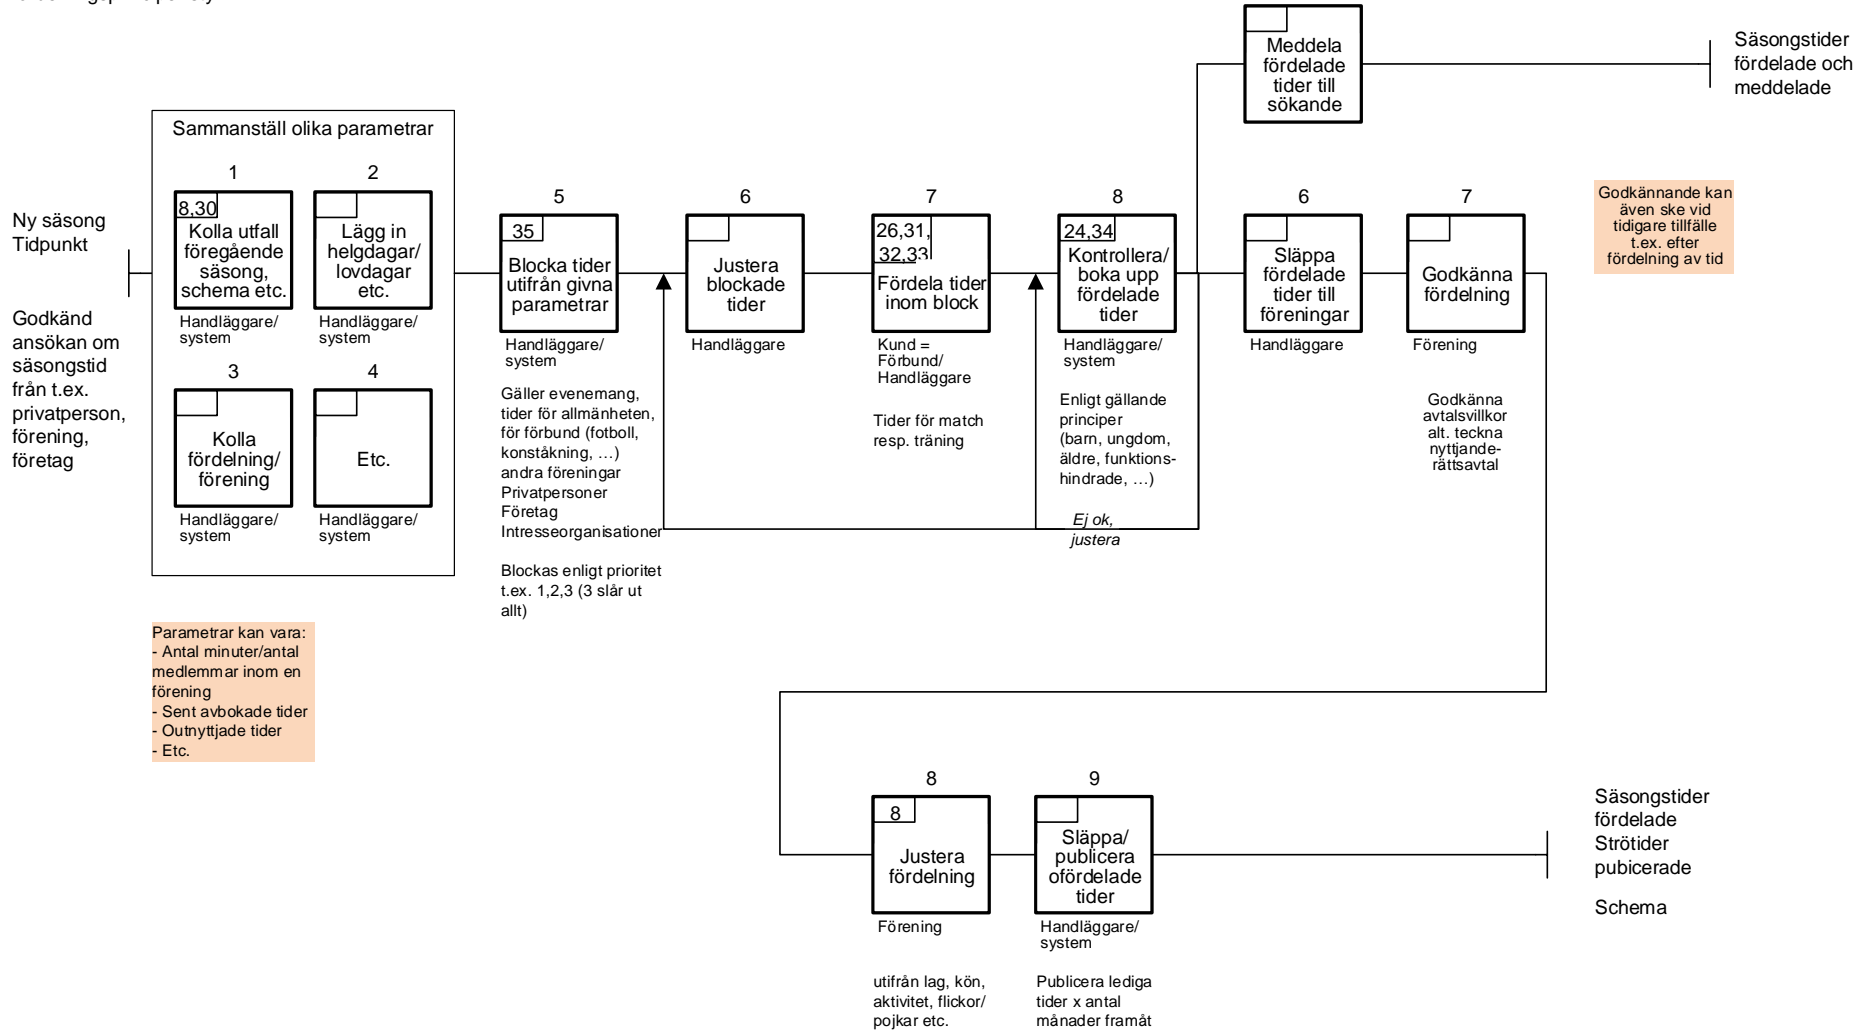 Meddela
fördelade
tider till
sökande
Säsongstider
fördelade och
meddelade
Sammanställ olika parametrar
Ny säsong
Tidpunkt
Godkänd
ansökan om
säsongstid
från t.ex.
privatperson,
förening,
företag
1
8,30
Kolla utfall
föregående
säsong,
schema etc.
Handläggare/
system
2
Lägg in
helgdagar/
lovdagar
etc.
Handläggare/
system
3
Kolla
fördelning/
förening
Handläggare/
system
4
Etc.
Handläggare/
system
5
35
Blocka tider
utifrån givna
parametrar
Handläggare/
system
Gäller evenemang,
tider för allmänheten,
för förbund (fotboll,
konståkning, …)
andra föreningar
Privatpersoner
Företag
Intresseorganisationer
Blockas enligt prioritet
t.ex. 1,2,3 (3 slår ut
allt)
6
Justera
blockade
tider
Handläggare
7
26,31,
32,33
Fördela tider
inom block
Kund =
Förbund/
Handläggare
Tider för match
resp. träning
8
24,34
Kontrollera/
boka upp
fördelade
tider
Handläggare/
system
Enligt gällande
principer
(barn, ungdom,
äldre, funktions-
hindrade, …)
Ej ok,
justera
6
Släppa
fördelade
tider till
föreningar
Handläggare
7
Godkänna
fördelning
Förening
Godkänna
avtalsvillkor
alt. teckna
nyttjande-
rättsavtal
Godkännande kan
även ske vid
tidigare tillfälle
t.ex. efter
fördelning av tid
Parametrar kan vara:
- Antal minuter/antal
medlemmar inom en
förening
- Sent avbokade tider
- Outnyttjade tider
- Etc.
8
8
Justera
fördelning
Förening
utifrån lag, kön,
aktivitet, flickor/
pojkar etc.
9
Släppa/
publicera
ofördelade
tider
Handläggare/
system
Publicera lediga
tider x antal
månader framåt
Säsongstider
fördelade
Strötider
pubicerade
Schema